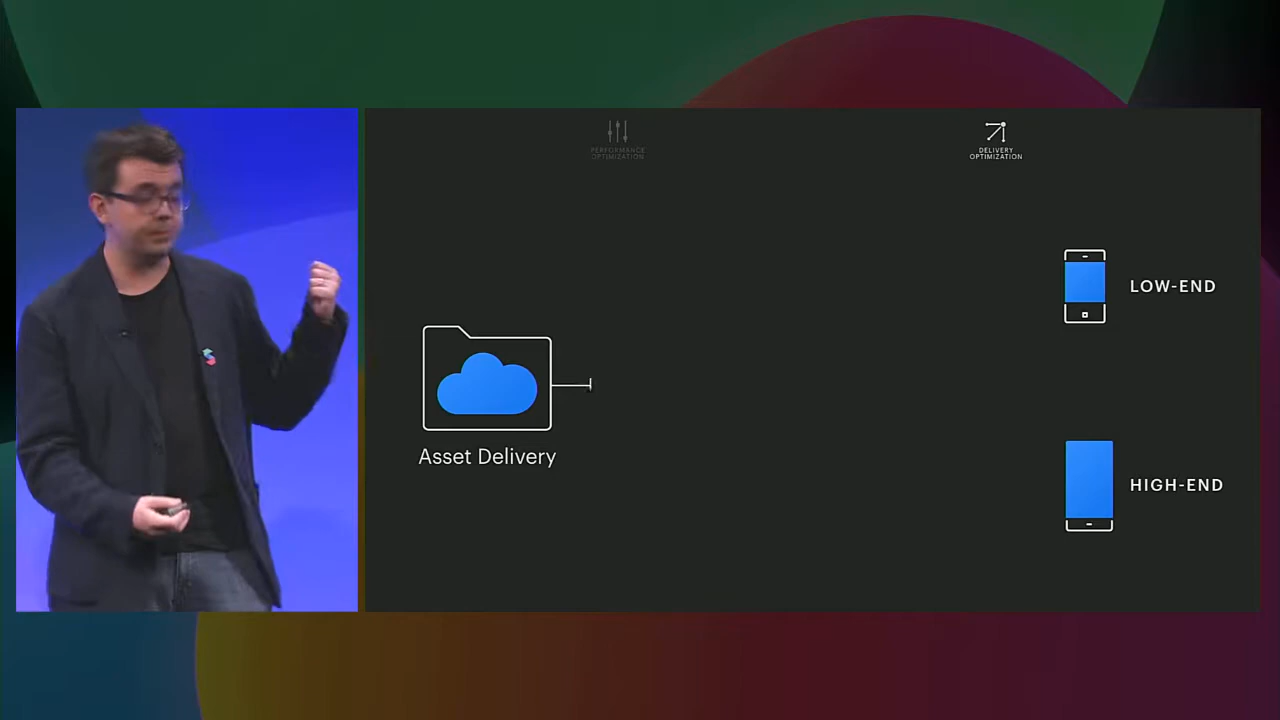 PERFORMANCE
OPTIMIZATION
DELIVERY
OPTIMIZATION
LOW-END
Asset Delivery
HIGH-END